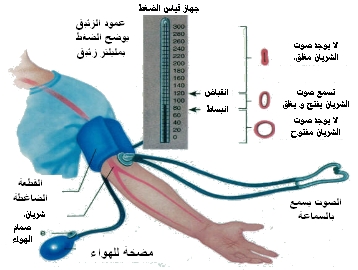 جهاز قياس الضغط
عمود الزئبق
يوضح الضغط
بمليلتر زئبق
300
280
260
240
220
200
180
160
140
120
100
80
60
40
20
0
انقباض
انبساط
لا يوجد صوت
الشريان مغلق.
تسمع صوت
الشريان يفتح و يغلق
لا يوجد صوت
الشريان مفتوح
القطعة
الضاغطة
شريان.
صمام
الهواء
مضخة للهواء
الصوت يسمع
بالسماعة